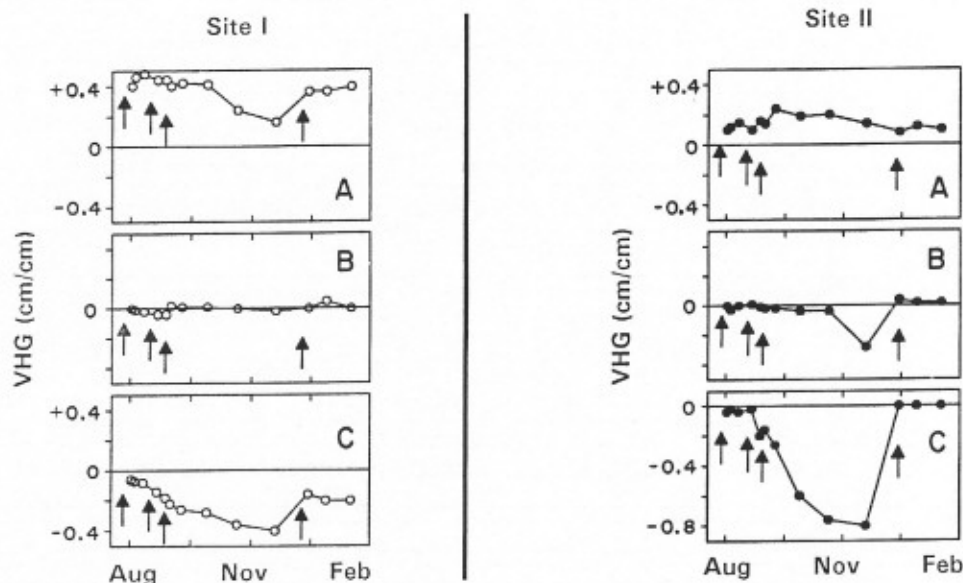 Site I
Site II
+0.4
0
-0.4
A
+0.4
0
-0.4
A
B
0
B
0
VHG (cm/cm)
VHG (cm/cm)
+0.4
0
-0.4
C
0
-0.4
-0.8
C
Aug Nov Feb
Aug Nov Feb